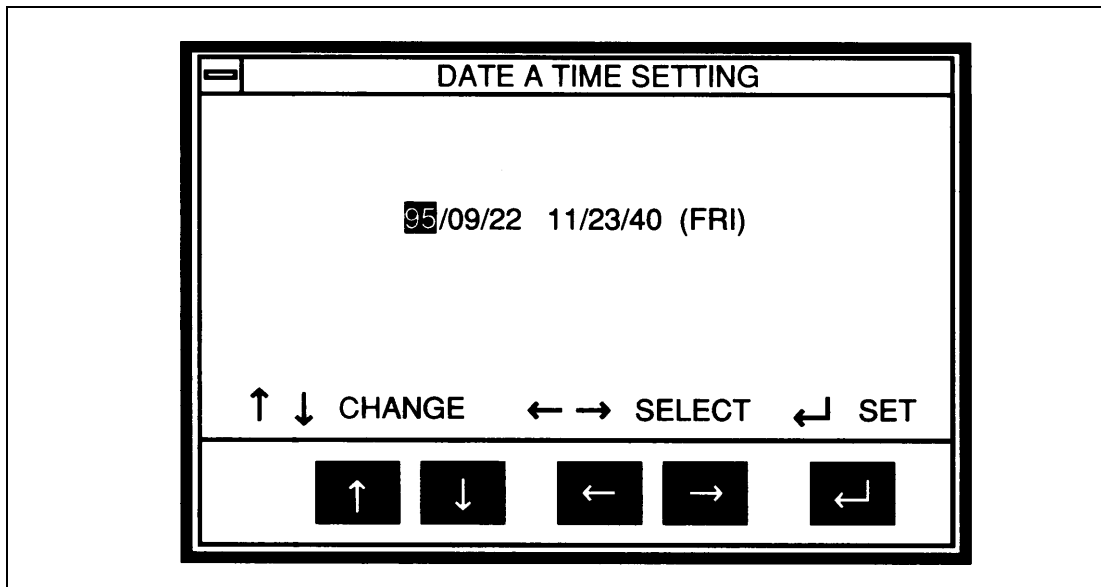 DATE A TIME SETTING
95/09/22 11/23/40 (FRI)
↑ ↓ CHANGE ← → SELECT ↵ SET
↑ ↓ ← → ↵